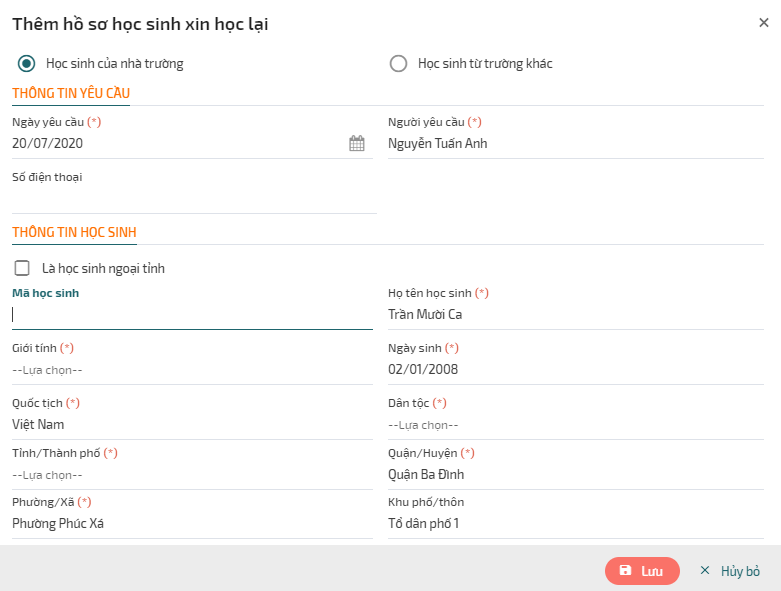 Thêm hồ sơ học sinh xin học lại
Học sinh của nhà trường
Học sinh từ trường khác
THÔNG TIN YÊU CẦU
Ngày yêu cầu (*)
Người yêu cầu (*)
20/07/2020
Nguyễn Tuấn Anh
Số điện thoại
THÔNG TIN HỌC SINH
Là học sinh ngoại tỉnh
Mã học sinh
Họ tên học sinh (*)
Trần Mười Ca
Giới tính (*)
Ngày sinh (*)
--Lựa chọn--
02/01/2008
Quốc tịch (*)
Dân tộc (*)
Việt Nam
--Lựa chọn--
Tỉnh/Thành phố (*)
Quận/Huyện (*)
--Lựa chọn--
Quận Ba Đình
Phường/Xã (*)
Khu phố/thôn
Phường Phúc Xá
Tổ dân phố 1
Lưu
Hủy bỏ